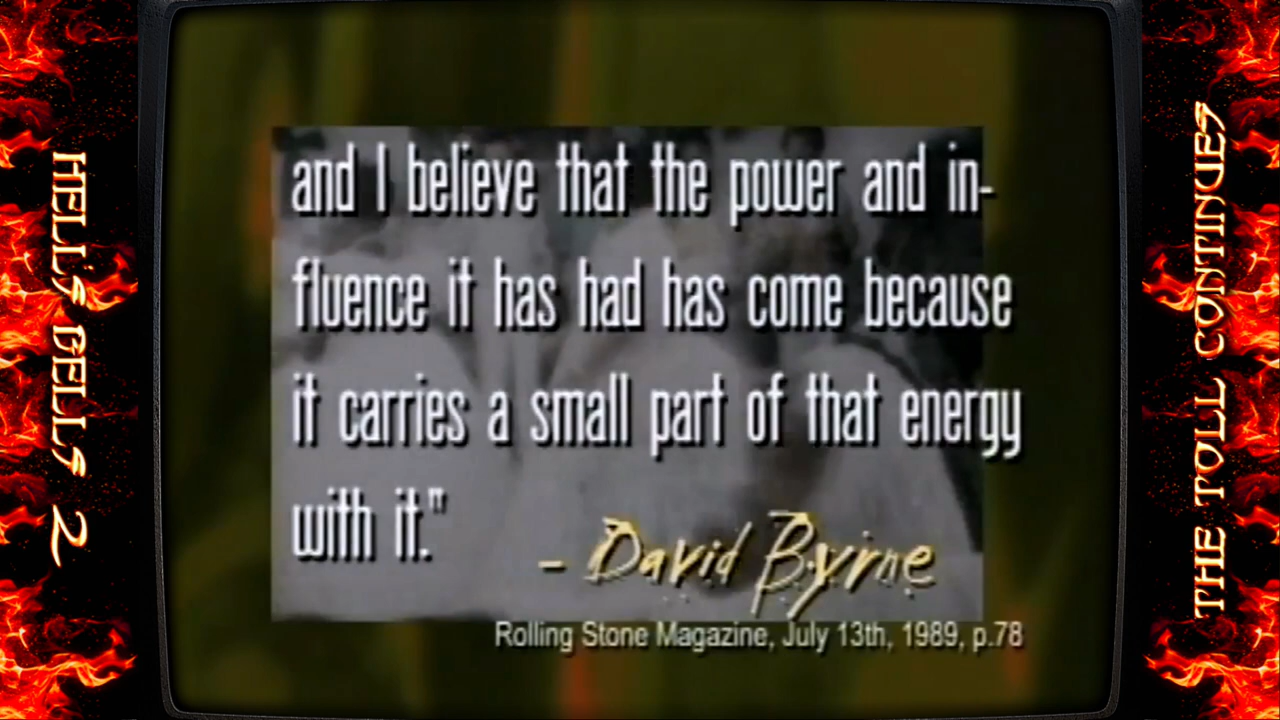 HELL'S BELLS 2
and I believe that the power and in-
fluence it has had has come because
it carries a small part of that energy
with it."
- David Byrne
Rolling Stone Magazine, July 13th, 1989, p.78
THE TOLL CONTINUES